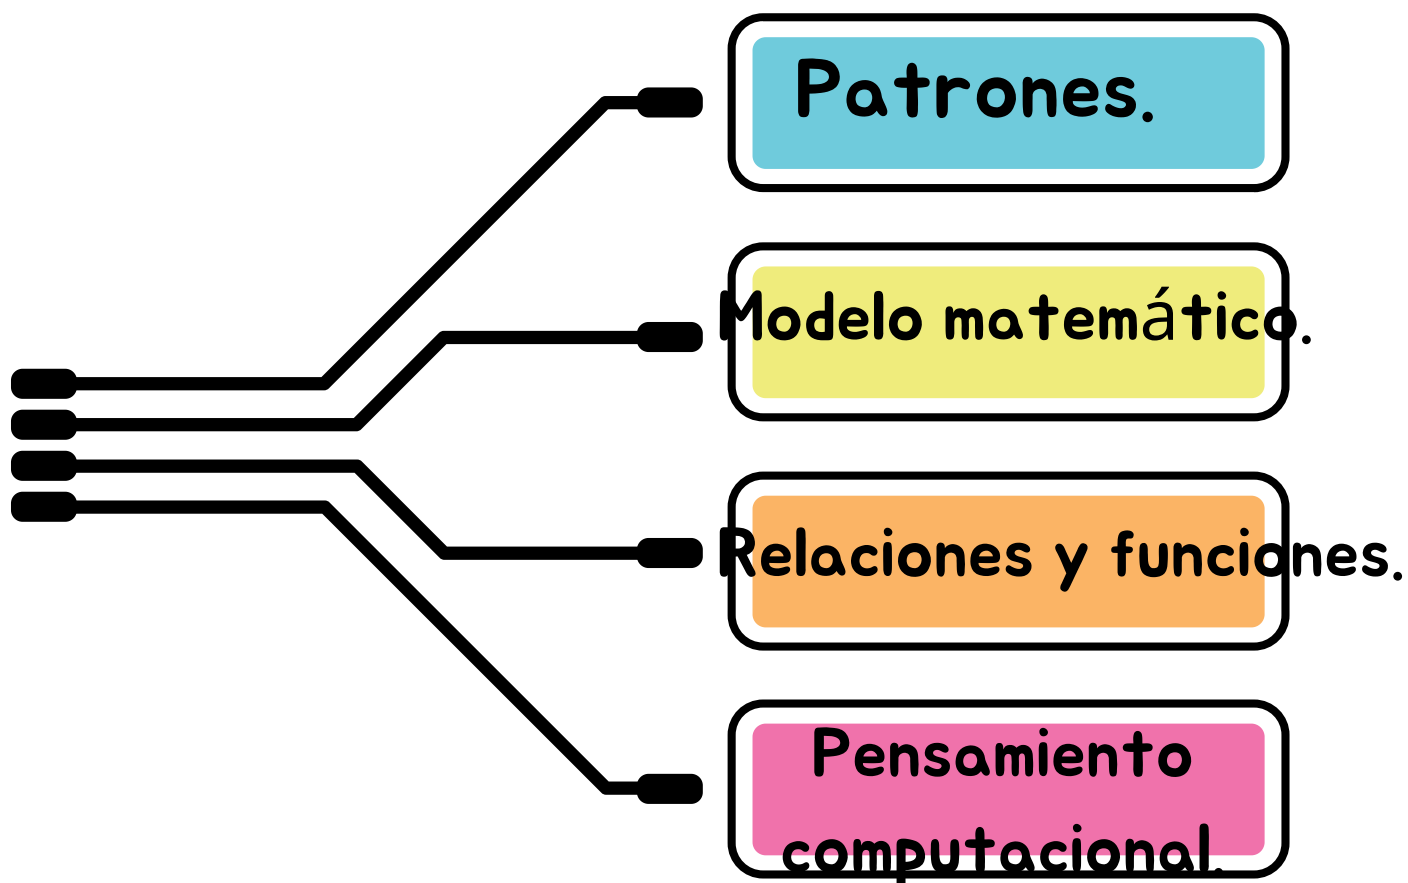 Patrones.
Modelo matemático.
Relaciones y funciones.
Pensamiento
computacional.